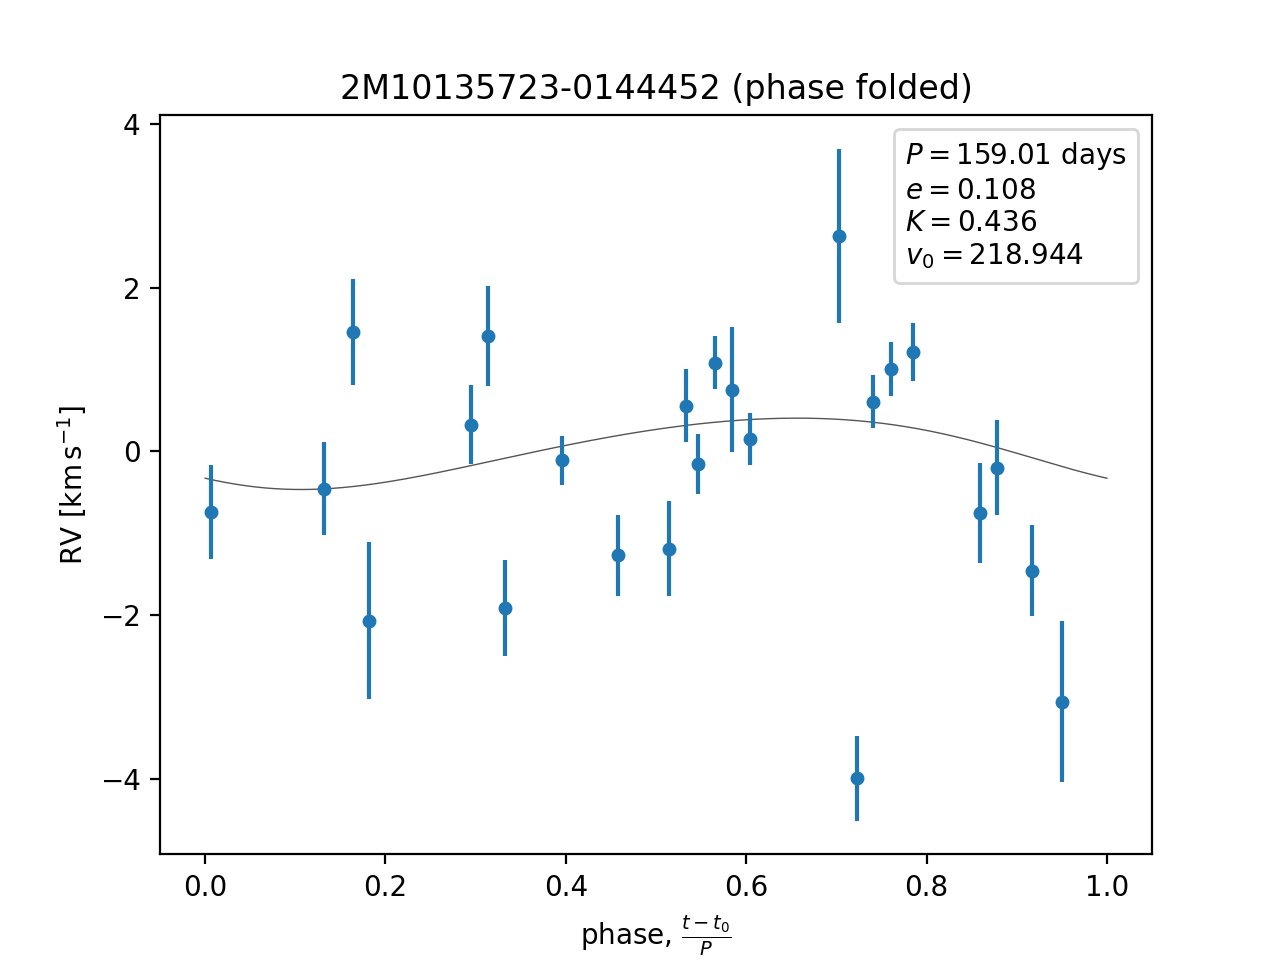 2M10135723-0144452 (phase folded)
P = 159.01 days
e = 0.108
K = 0.436
v₀ = 218.944
RV [km s⁻¹]
4
2
0
−2
−4
0.0 0.2 0.4 0.6 0.8 1.0
phase, (t − t₀)/P